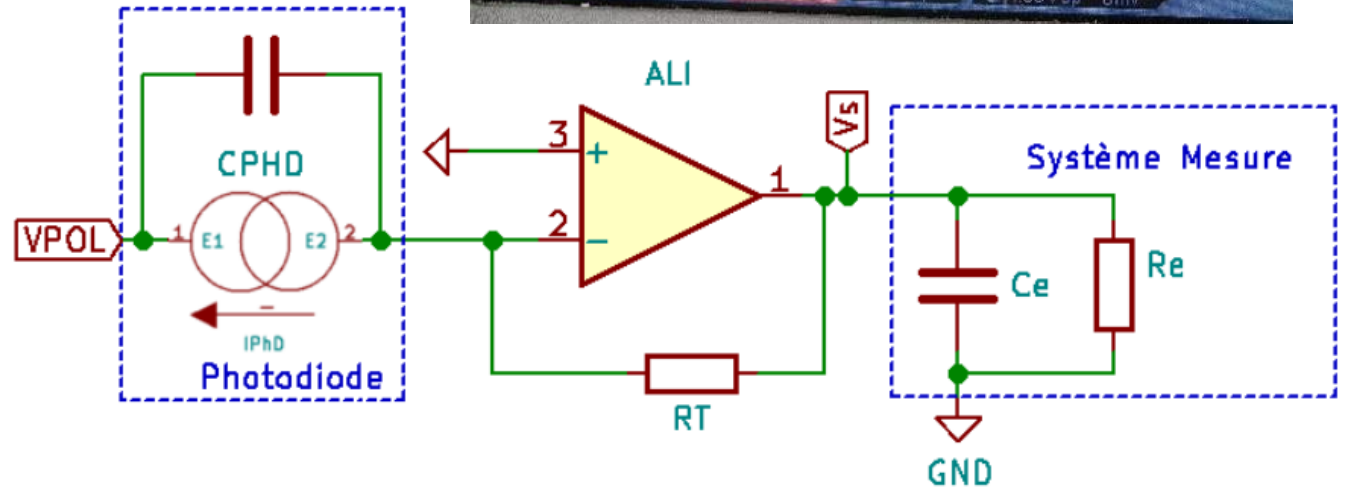 ALI
Vs
Système Mesure
CPHD
3
+
1
VPOL
1
E1
E2
2
2
−
Ce
Re
−
IPhD
Photodiode
RT
GND